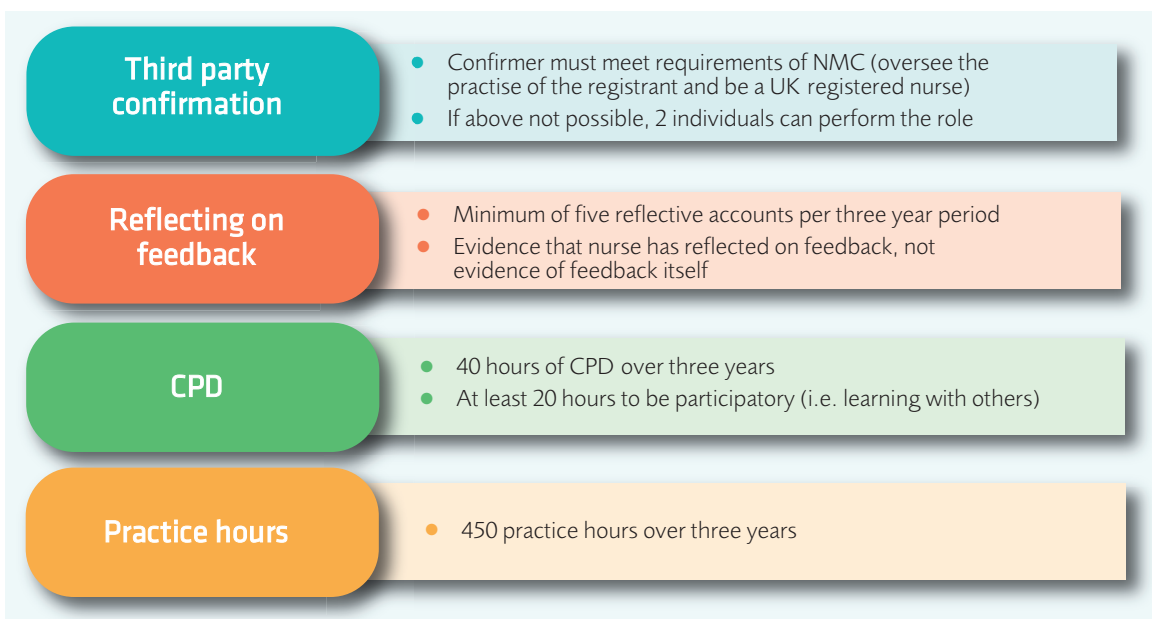 Third party
confirmation
● Confirmer must meet requirements of NMC (oversee the
practise of the registrant and be a UK registered nurse)
● If above not possible, 2 individuals can perform the role
Reflecting on
feedback
● Minimum of five reflective accounts per three year period
● Evidence that nurse has reflected on feedback, not
evidence of feedback itself
CPD
● 40 hours of CPD over three years
● At least 20 hours to be participatory (i.e. learning with others)
Practice hours
● 450 practice hours over three years